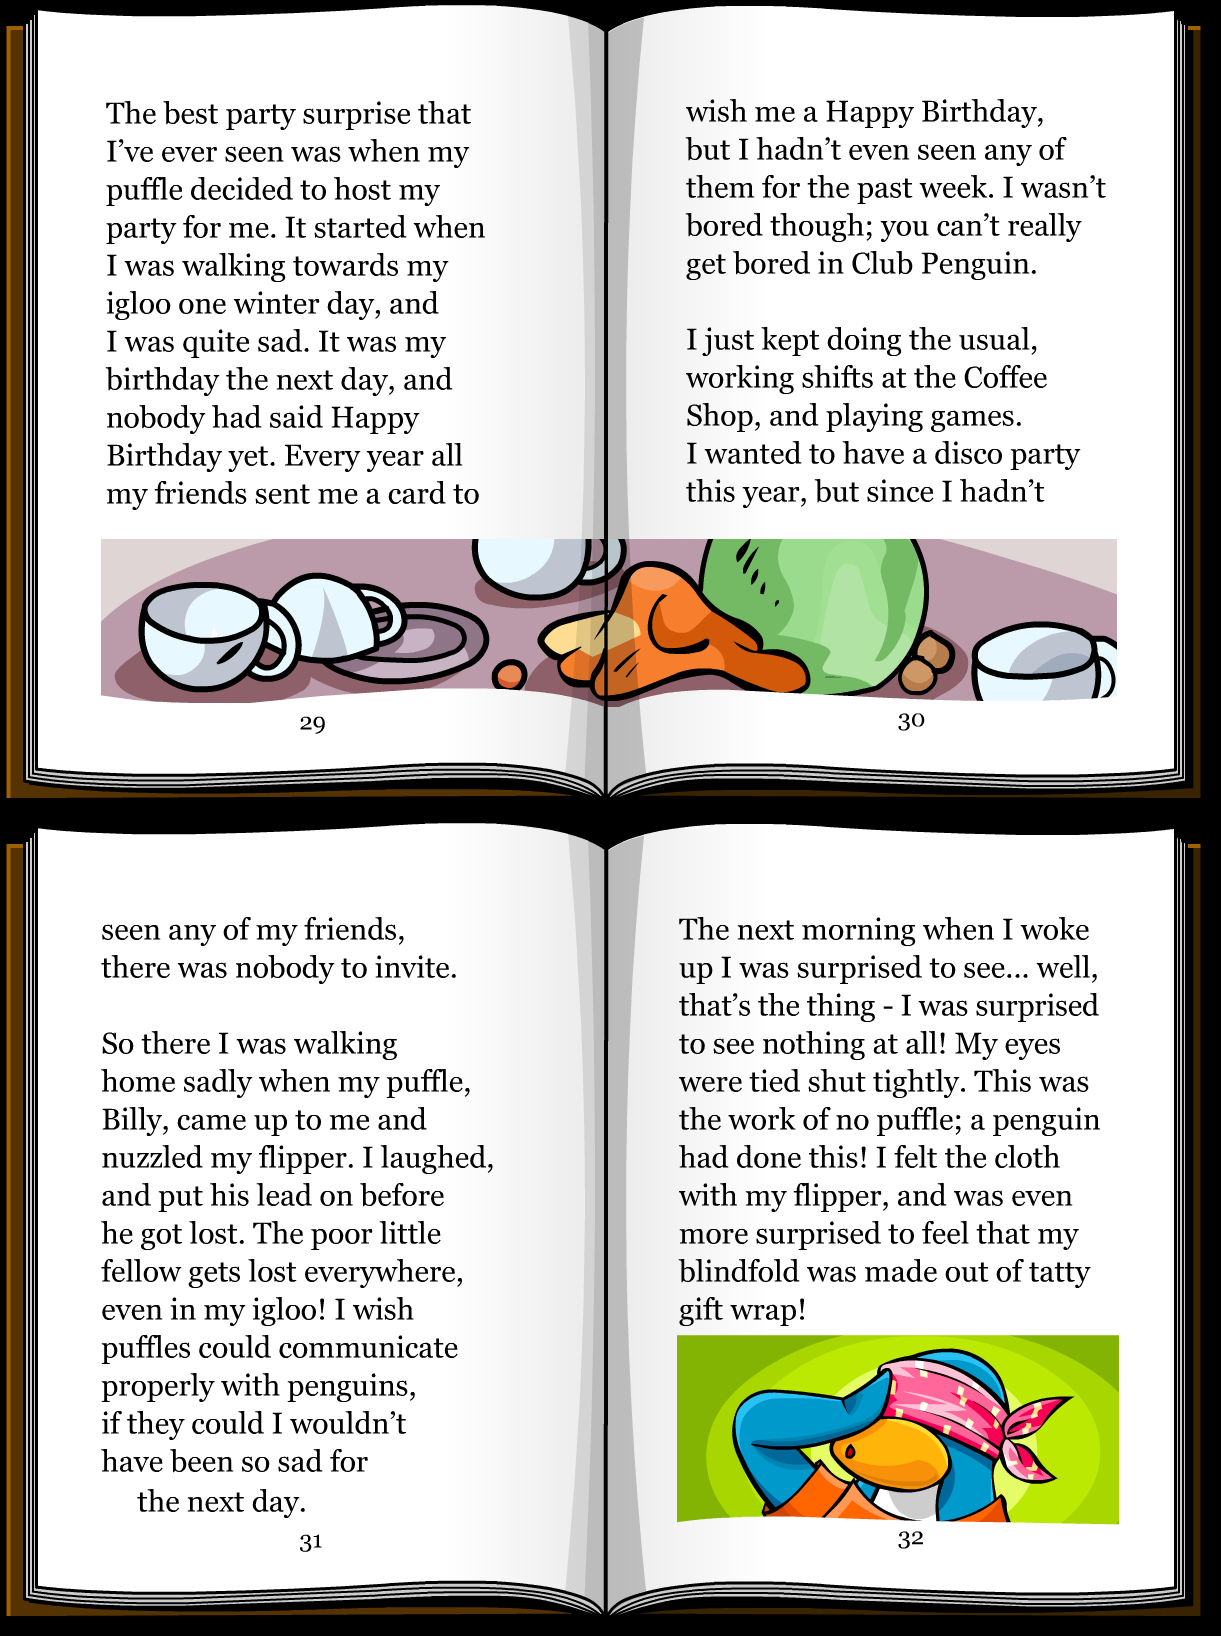 The best party surprise that
I've ever seen was when my
puffle decided to host my
party for me. It started when
I was walking towards my
igloo one winter day, and
I was quite sad. It was my
birthday the next day, and
nobody had said Happy
Birthday yet. Every year all
my friends sent me a card to
29
wish me a Happy Birthday,
but I hadn't even seen any of
them for the past week. I wasn't
bored though; you can't really
get bored in Club Penguin.
I just kept doing the usual,
working shifts at the Coffee
Shop, and playing games.
I wanted to have a disco party
this year, but since I hadn't
30
seen any of my friends,
there was nobody to invite.
So there I was walking
home sadly when my puffle,
Billy, came up to me and
nuzzled my flipper. I laughed,
and put his lead on before
he got lost. The poor little
fellow gets lost everywhere,
even in my igloo! I wish
puffles could communicate
properly with penguins,
if they could I wouldn't
have been so sad for
the next day.
31
The next morning when I woke
up I was surprised to see... well,
that's the thing - I was surprised
to see nothing at all! My eyes
were tied shut tightly. This was
the work of no puffle; a penguin
had done this! I felt the cloth
with my flipper, and was even
more surprised to feel that my
blindfold was made out of tatty
gift wrap!
32